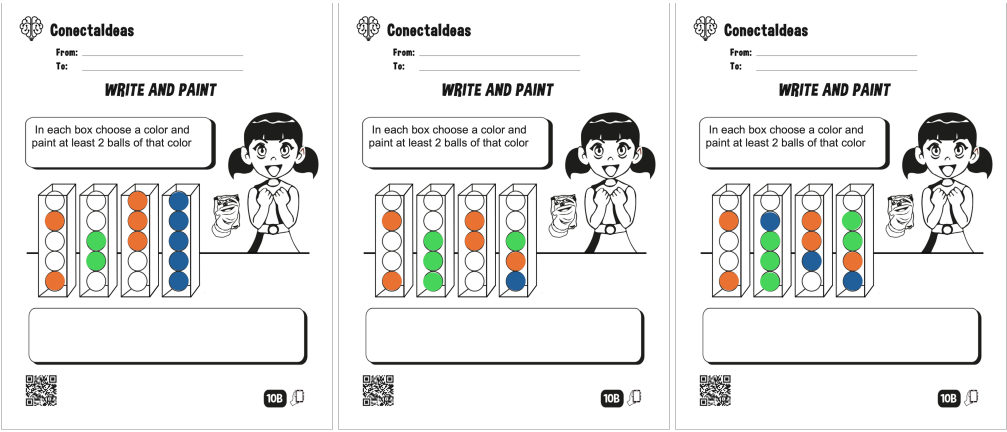 ConectaIdeas
From:
To:
WRITE AND PAINT
In each box choose a color and
paint at least 2 balls of that color
10B
ConectaIdeas
From:
To:
WRITE AND PAINT
In each box choose a color and
paint at least 2 balls of that color
10B
ConectaIdeas
From:
To:
WRITE AND PAINT
In each box choose a color and
paint at least 2 balls of that color
10B